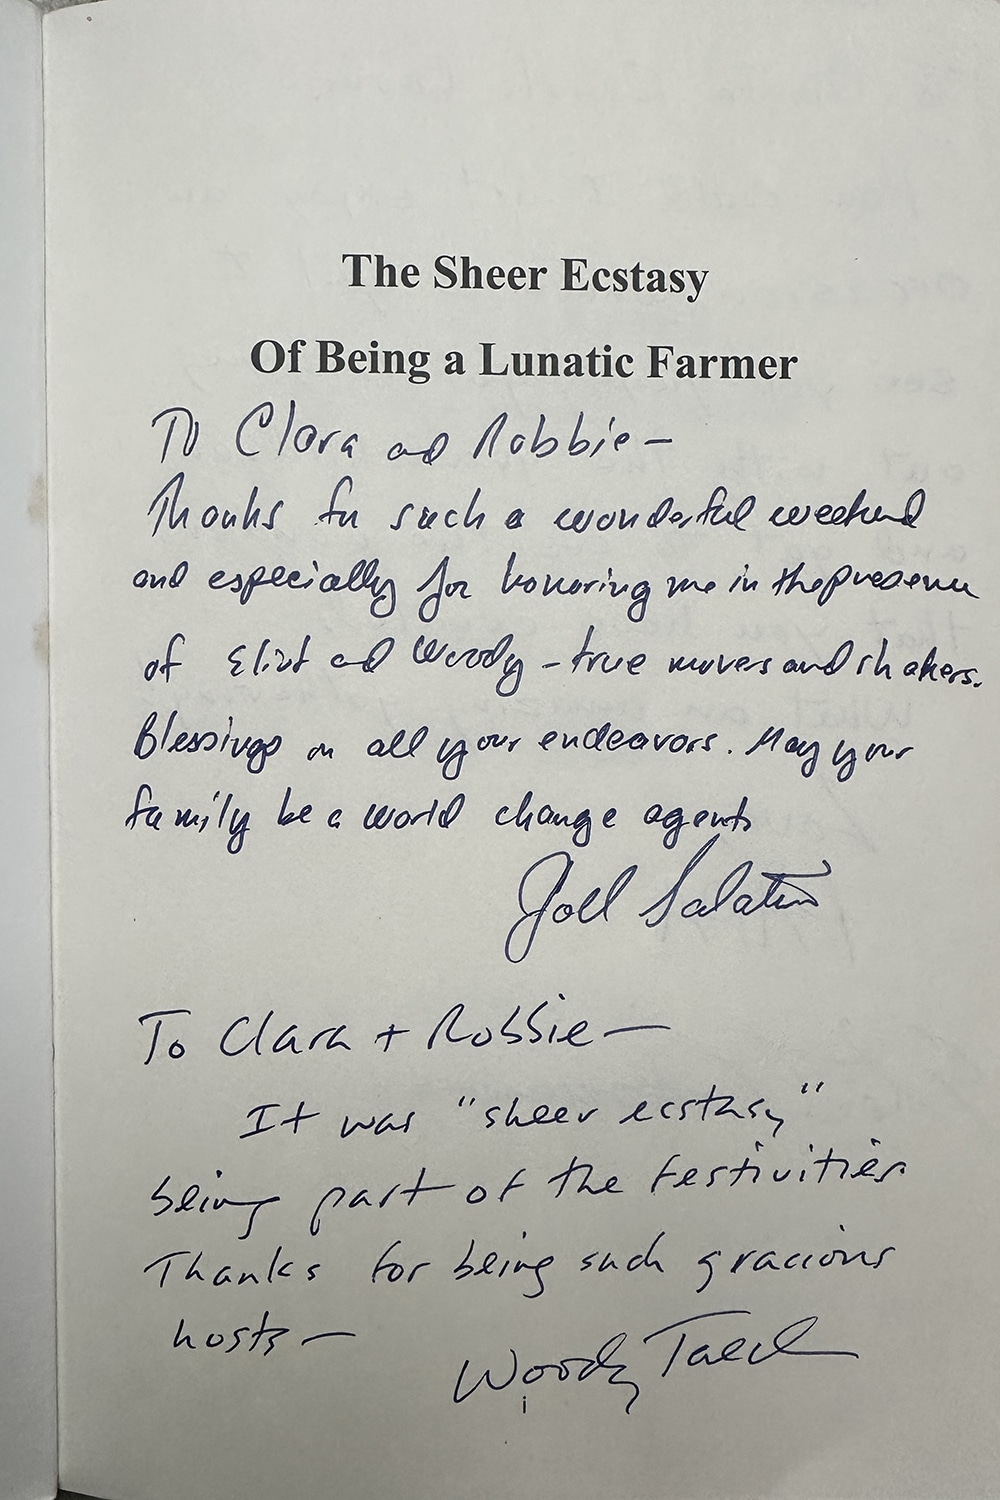 The Sheer Ecstasy
Of Being a Lunatic Farmer
To Clara and Robbie —
Thanks for such a wonderful weekend
and especially for honoring me in the presence
of Eliot and Woody – true movers and shakers.
Blessings on all your endeavors. May your
family be a world change agents
Joel Salatin
To Clara + Robbie —
It was "sheer ecstasy"
being part of the festivities
Thanks for being such gracious
hosts —
Woody Tasch
i